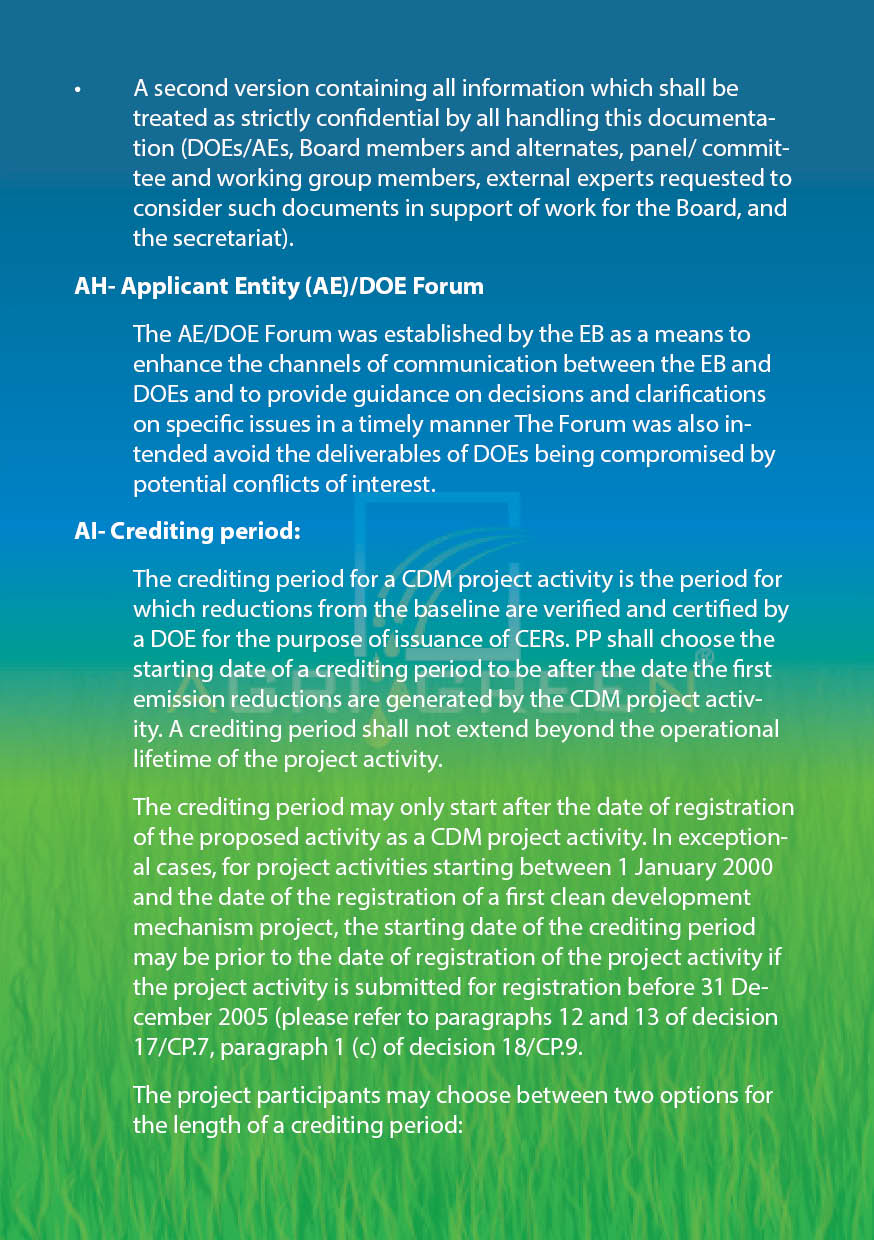 • A second version containing all information which shall be
treated as strictly confidential by all handling this documenta-
tion (DOEs/AEs, Board members and alternates, panel/ commit-
tee and working group members, external experts requested to
consider such documents in support of work for the Board, and
the secretariat).
AH- Applicant Entity (AE)/DOE Forum
The AE/DOE Forum was established by the EB as a means to
enhance the channels of communication between the EB and
DOEs and to provide guidance on decisions and clarifications
on specific issues in a timely manner The Forum was also in-
tended avoid the deliverables of DOEs being compromised by
potential conflicts of interest.
AI- Crediting period:
The crediting period for a CDM project activity is the period for
which reductions from the baseline are verified and certified by
a DOE for the purpose of issuance of CERs. PP shall choose the
starting date of a crediting period to be after the date the first
emission reductions are generated by the CDM project activ-
ity. A crediting period shall not extend beyond the operational
lifetime of the project activity.
AGRI GREEN®
The crediting period may only start after the date of registration
of the proposed activity as a CDM project activity. In exception-
al cases, for project activities starting between 1 January 2000
and the date of the registration of a first clean development
mechanism project, the starting date of the crediting period
may be prior to the date of registration of the project activity if
the project activity is submitted for registration before 31 De-
cember 2005 (please refer to paragraphs 12 and 13 of decision
17/CP.7, paragraph 1 (c) of decision 18/CP.9.
The project participants may choose between two options for
the length of a crediting period: